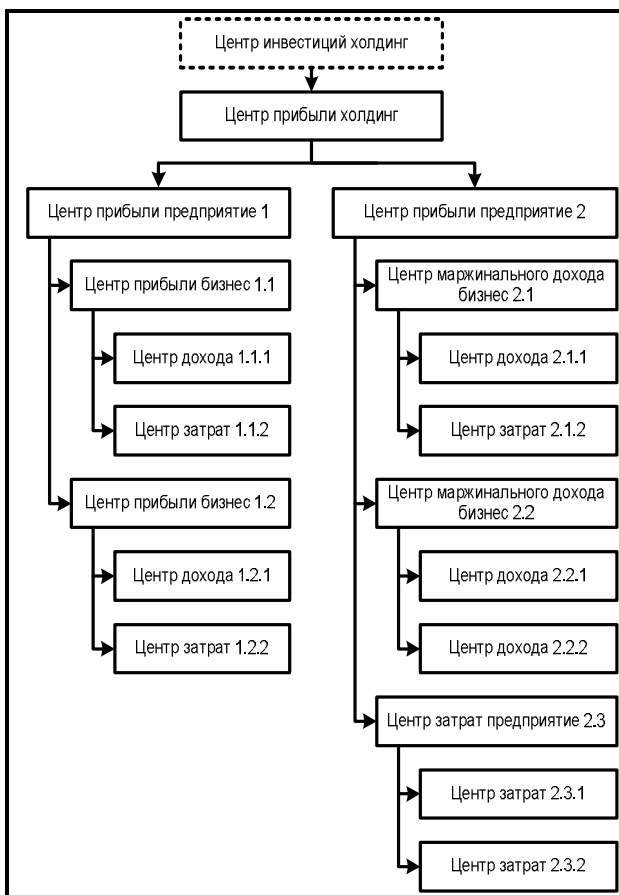 Центр инвестиций холдинг
Центр прибыли холдинг
Центр прибыли предприятие 1
Центр прибыли бизнес 1.1
Центр дохода 1.1.1
Центр затрат 1.1.2
Центр прибыли бизнес 1.2
Центр дохода 1.2.1
Центр затрат 1.2.2
Центр прибыли предприятие 2
Центр маржинального дохода
бизнес 2.1
Центр дохода 2.1.1
Центр затрат 2.1.2
Центр маржинального дохода
бизнес 2.2
Центр дохода 2.2.1
Центр дохода 2.2.2
Центр затрат предприятие 2.3
Центр затрат 2.3.1
Центр затрат 2.3.2